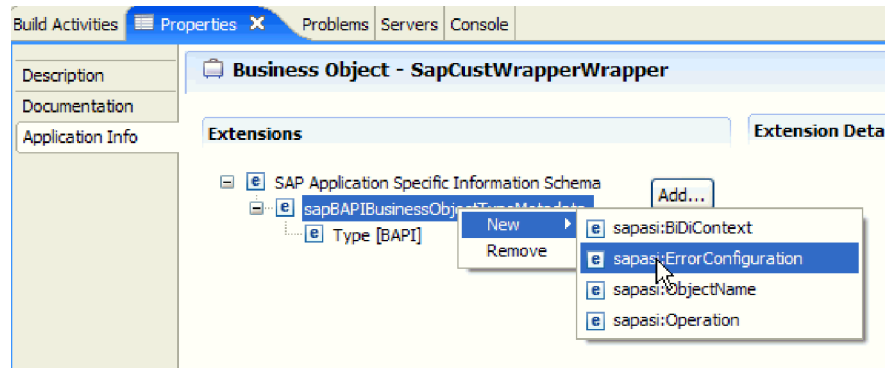 Build Activities Properties Problems Servers Console
Description
Documentation
Application Info
Business Object - SapCustWrapperWrapper
Extensions
Extension Deta
SAP Application Specific Information Schema
Add...
sapBAPIBusinessObjectTypeMetadata
Type [BAPI]
New
Remove
sapasi:BiDiContext
sapasi:ErrorConfiguration
sapasi:ObjectName
sapasi:Operation